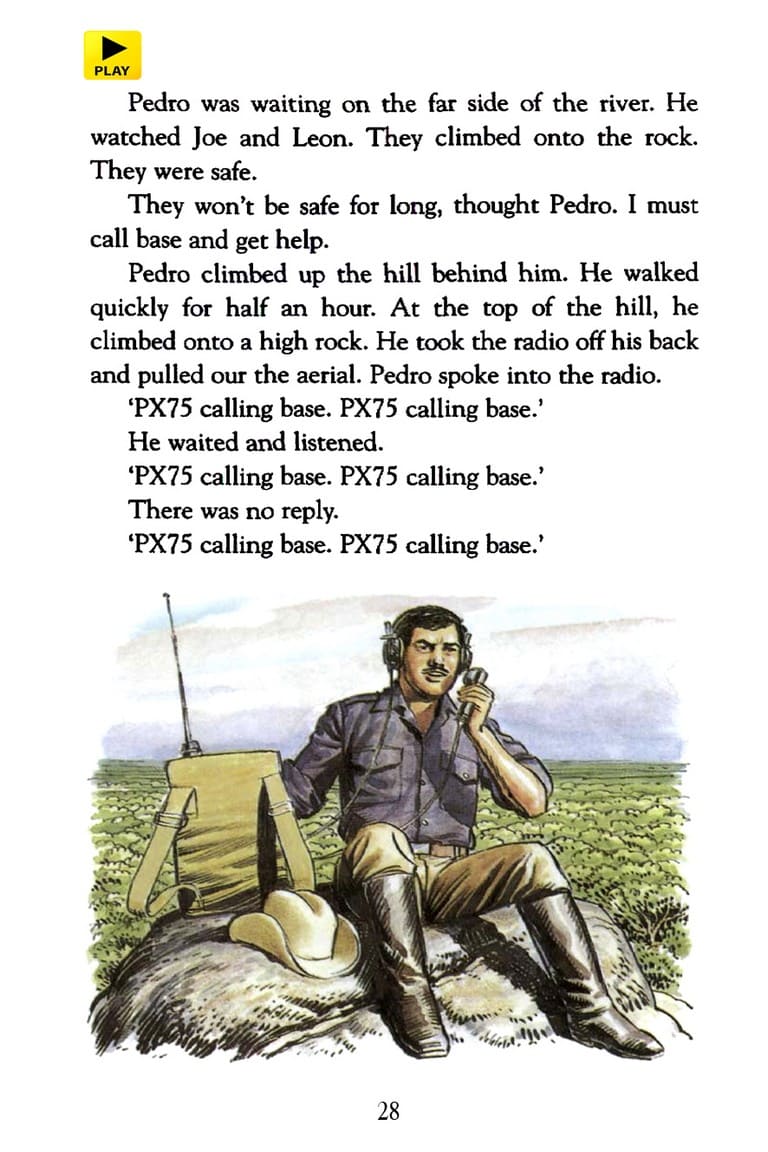 PLAY
Pedro was waiting on the far side of the river. He
watched Joe and Leon. They climbed onto the rock.
They were safe.
They won't be safe for long, thought Pedro. I must
call base and get help.
Pedro climbed up the hill behind him. He walked
quickly for half an hour. At the top of the hill, he
climbed onto a high rock. He took the radio off his back
and pulled our the aerial. Pedro spoke into the radio.
‘PX75 calling base. PX75 calling base.’
He waited and listened.
‘PX75 calling base. PX75 calling base.’
There was no reply.
‘PX75 calling base. PX75 calling base.’
28